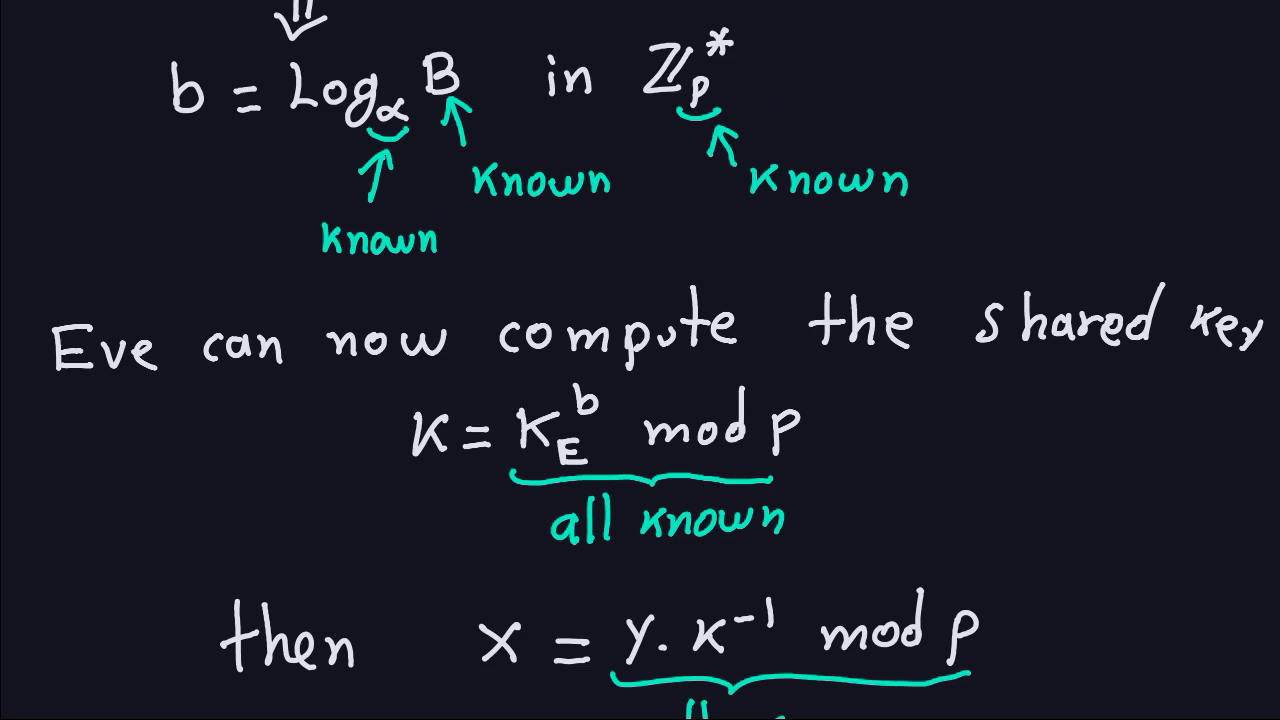 ⇓
b = Log_α B in ℤ_p*
known known
known
Eve can now compute the shared key
K = K_E^b mod p
all known
then x = y. K^-1 mod p